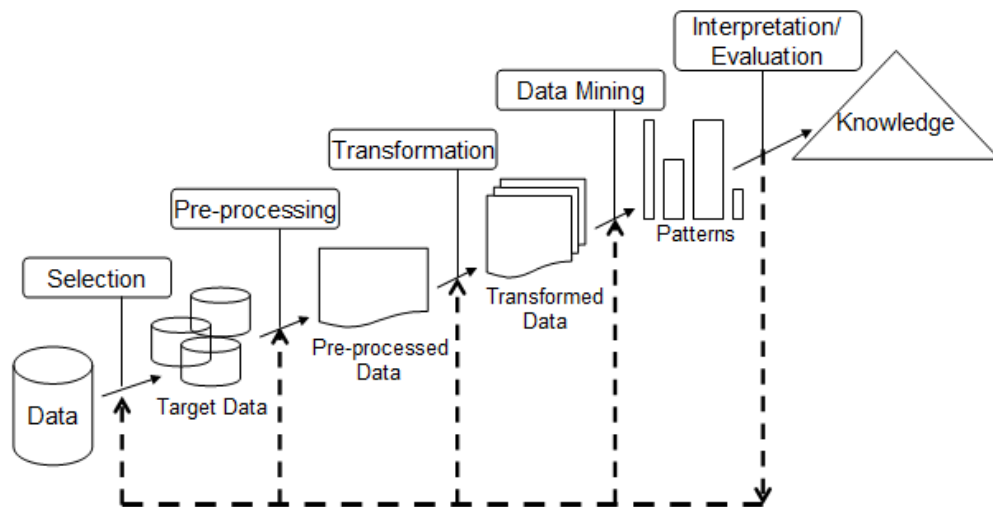 Interpretation/
Evaluation
Data Mining
Knowledge
Transformation
Pre-processing
Patterns
Selection
Transformed
Data
Pre-processed
Data
Target Data
Data